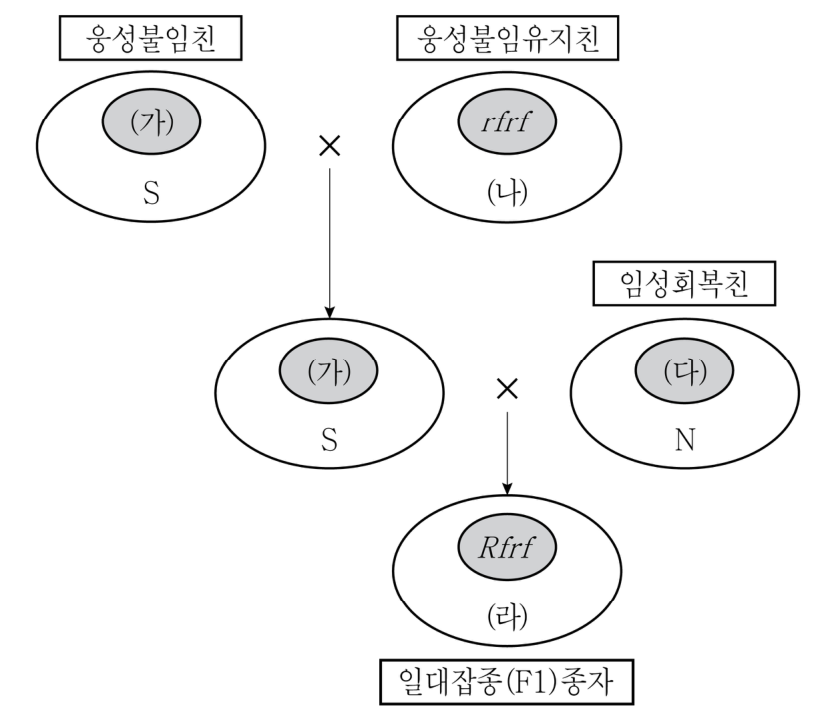 웅성불임친
웅성불임유지친
(가)
×
rfrf
S
(나)
임성회복친
(가)
×
(다)
S
N
Rfrf
(라)
일대잡종(F1)종자